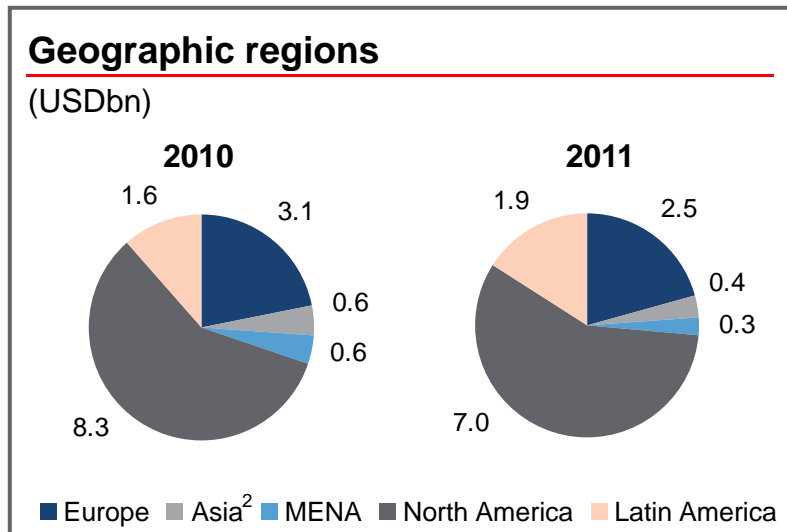 Geographic regions
(USDbn)
2010 2011
1.6 3.1 1.9 2.5
0.6 0.4
0.6 0.3
8.3 7.0
Europe Asia² MENA North America Latin America